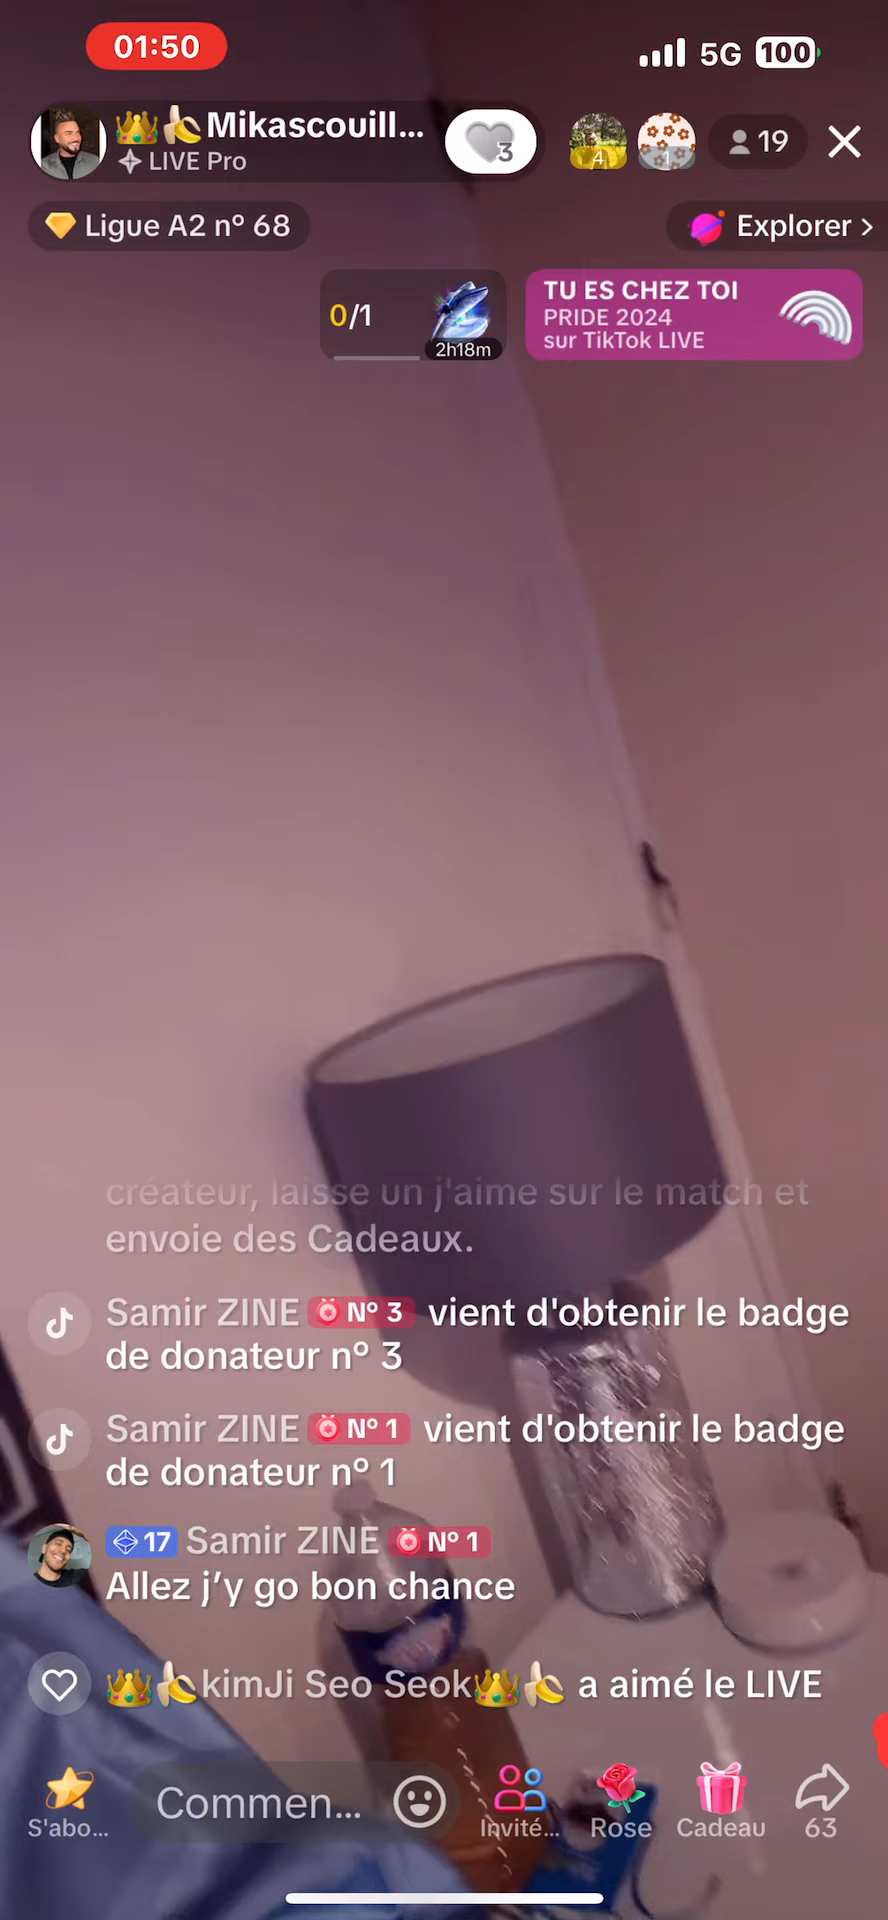 01:50
5G
100
👑🍌Mikascouill...
LIVE Pro
3
4
1
19
Ligue A2 nº 68
Explorer >
0/1
2h18m
TU ES CHEZ TOI
PRIDE 2024
sur TikTok LIVE
créateur, laisse un j'aime sur le match et
envoie des Cadeaux.
Samir ZINE Nº 3 vient d'obtenir le badge
de donateur nº 3
Samir ZINE Nº 1 vient d'obtenir le badge
de donateur nº 1
17 Samir ZINE Nº 1
Allez j’y go bon chance
👑🍌kimJi Seo Seok👑🍌 a aimé le LIVE
S'abo...
Commen...
Invité...
Rose
Cadeau
63